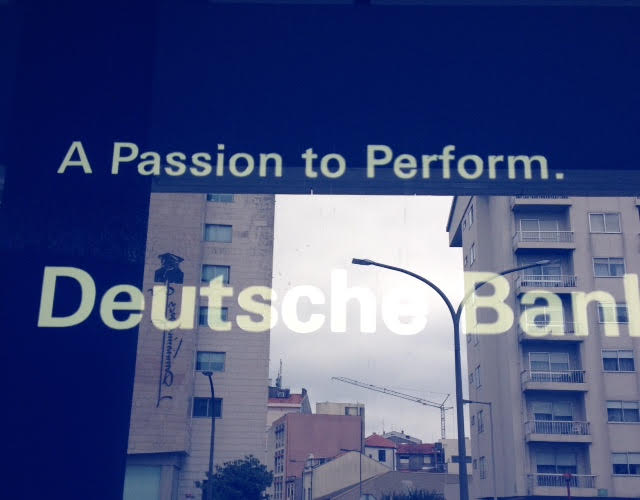 A Passion to Perform.
Deutsche Bank